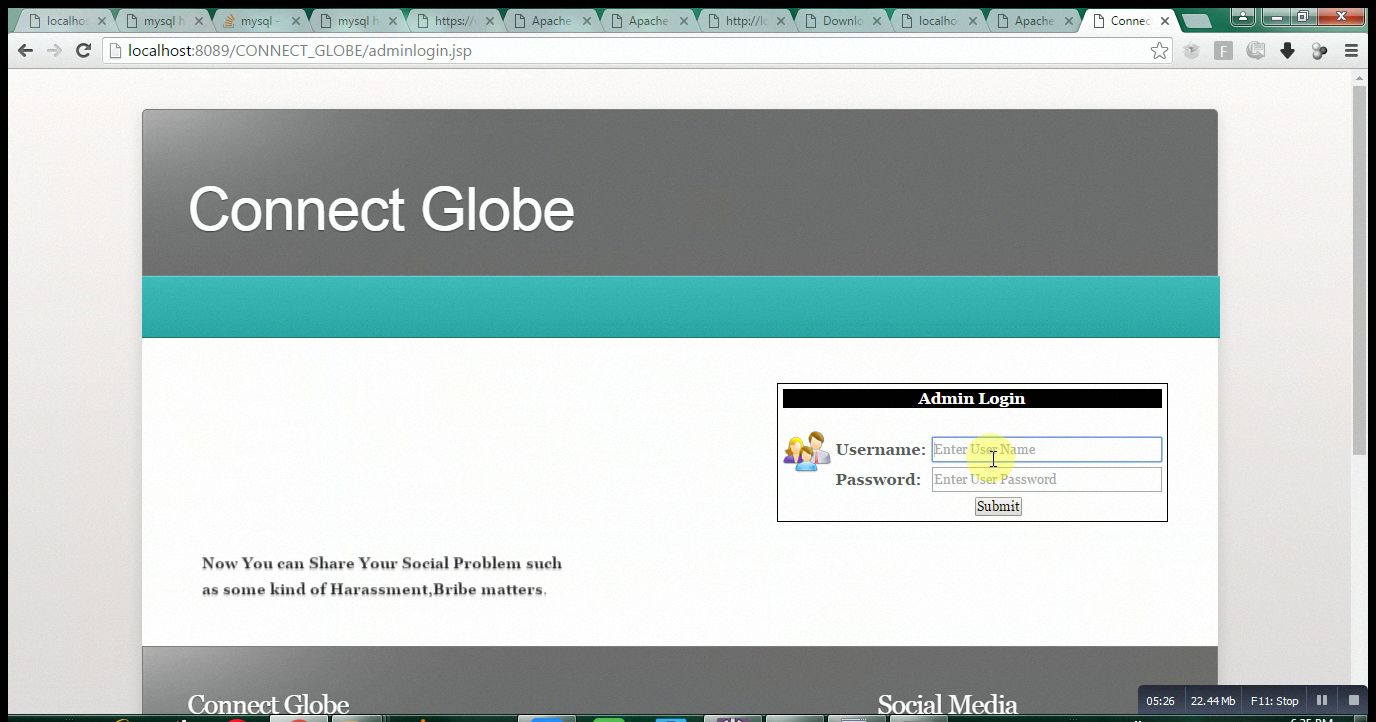 localhos mysql h mysql - mysql h https:// Apache Apache http://lo Downlo localhos Apache Connec
localhost:8089/CONNECT_GLOBE/adminlogin.jsp
Connect Globe
Admin Login
Username: Enter User Name
Password: Enter User Password
Submit
Now You can Share Your Social Problem such
as some kind of Harassment,Bribe matters.
Connect Globe Social Media
05:26 22.44 Mb F11: Stop